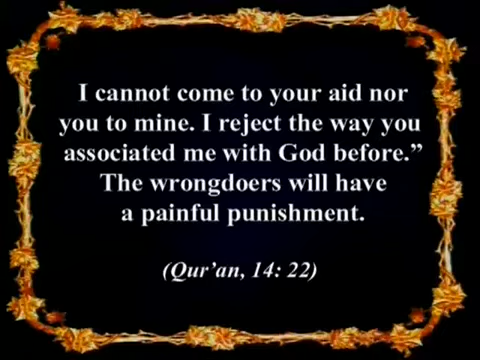 I cannot come to your aid nor
you to mine. I reject the way you
associated me with God before.”
The wrongdoers will have
a painful punishment.
(Qur’an, 14: 22)